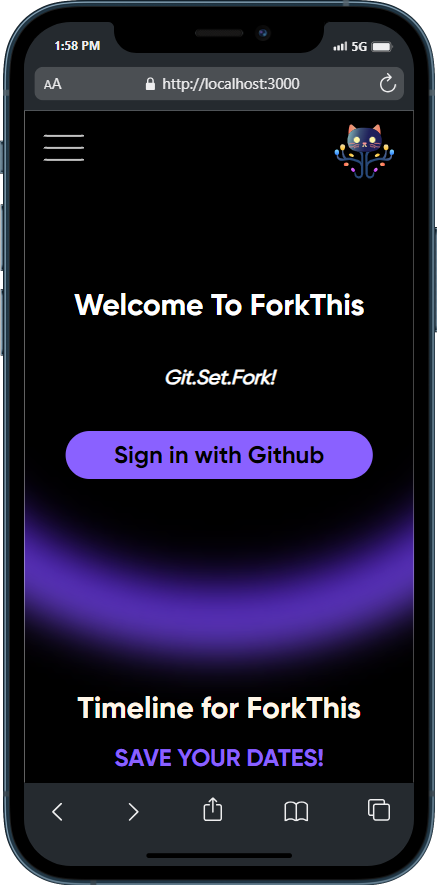 1:58 PM
5G
AA
http://localhost:3000
Welcome To ForkThis
Git.Set.Fork!
Sign in with Github
Timeline for ForkThis
SAVE YOUR DATES!